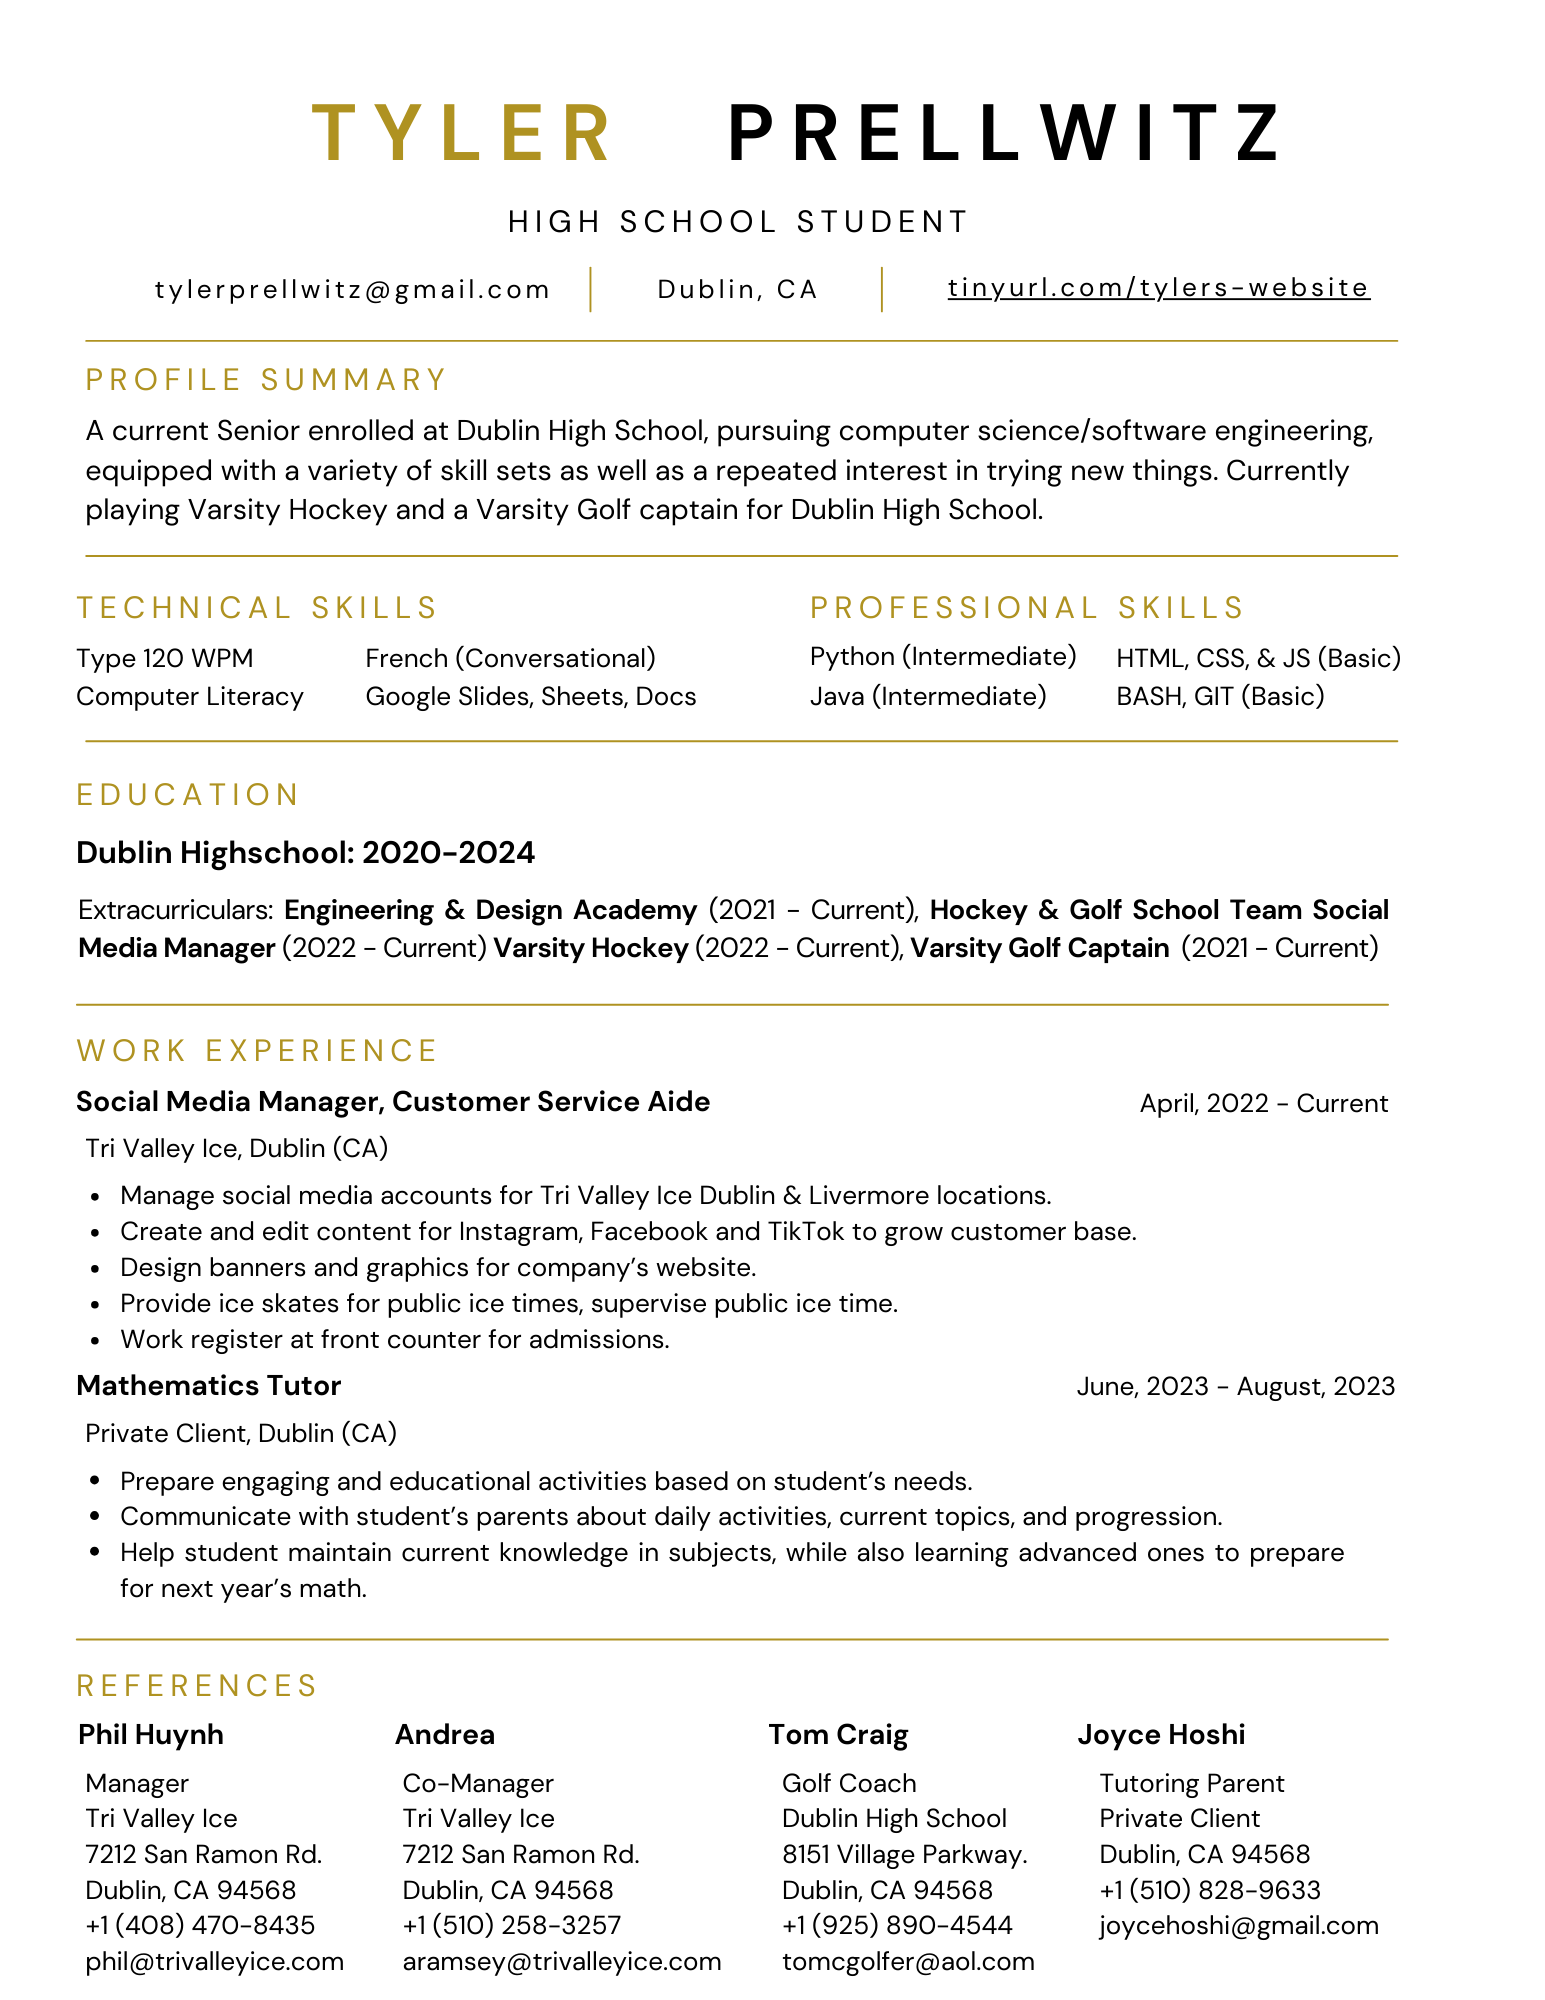 TYLER PRELLWITZ
HIGH SCHOOL STUDENT
tylerprellwitz@gmail.com Dublin, CA tinyurl.com/tylers-website
PROFILE SUMMARY
A current Senior enrolled at Dublin High School, pursuing computer science/software engineering,
equipped with a variety of skill sets as well as a repeated interest in trying new things. Currently
playing Varsity Hockey and a Varsity Golf captain for Dublin High School.
TECHNICAL SKILLS
Type 120 WPM French (Conversational)
Computer Literacy Google Slides, Sheets, Docs
PROFESSIONAL SKILLS
Python (Intermediate) HTML, CSS, & JS (Basic)
Java (Intermediate) BASH, GIT (Basic)
EDUCATION
Dublin Highschool: 2020-2024
Extracurriculars: Engineering & Design Academy (2021 - Current), Hockey & Golf School Team Social
Media Manager (2022 - Current) Varsity Hockey (2022 - Current), Varsity Golf Captain (2021 - Current)
WORK EXPERIENCE
Social Media Manager, Customer Service Aide April, 2022 - Current
Tri Valley Ice, Dublin (CA)
• Manage social media accounts for Tri Valley Ice Dublin & Livermore locations.
• Create and edit content for Instagram, Facebook and TikTok to grow customer base.
• Design banners and graphics for company’s website.
• Provide ice skates for public ice times, supervise public ice time.
• Work register at front counter for admissions.
Mathematics Tutor June, 2023 - August, 2023
Private Client, Dublin (CA)
• Prepare engaging and educational activities based on student’s needs.
• Communicate with student’s parents about daily activities, current topics, and progression.
• Help student maintain current knowledge in subjects, while also learning advanced ones to prepare
for next year’s math.
REFERENCES
Phil Huynh
Manager
Tri Valley Ice
7212 San Ramon Rd.
Dublin, CA 94568
+1 (408) 470-8435
phil@trivalleyice.com
Andrea
Co-Manager
Tri Valley Ice
7212 San Ramon Rd.
Dublin, CA 94568
+1 (510) 258-3257
aramsey@trivalleyice.com
Tom Craig
Golf Coach
Dublin High School
8151 Village Parkway.
Dublin, CA 94568
+1 (925) 890-4544
tomcgolfer@aol.com
Joyce Hoshi
Tutoring Parent
Private Client
Dublin, CA 94568
+1 (510) 828-9633
joycehoshi@gmail.com